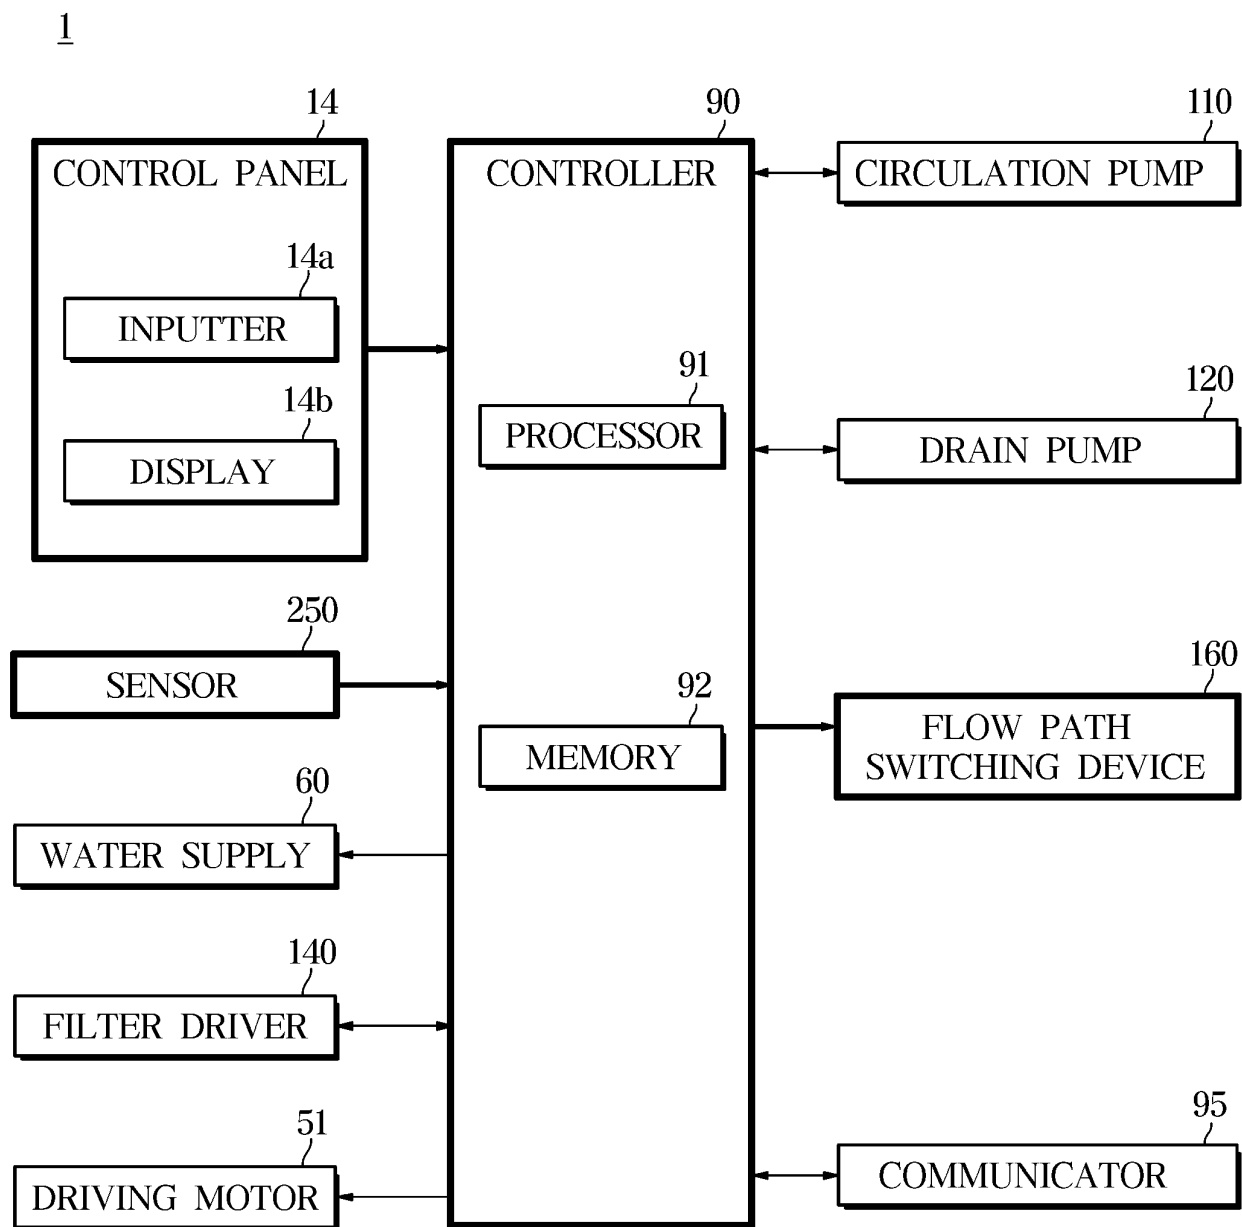 1
14
CONTROL PANEL
14a
INPUTTER
14b
DISPLAY
250
SENSOR
60
WATER SUPPLY
140
FILTER DRIVER
51
DRIVING MOTOR
90
CONTROLLER
91
PROCESSOR
92
MEMORY
110
CIRCULATION PUMP
120
DRAIN PUMP
160
FLOW PATH
SWITCHING DEVICE
95
COMMUNICATOR